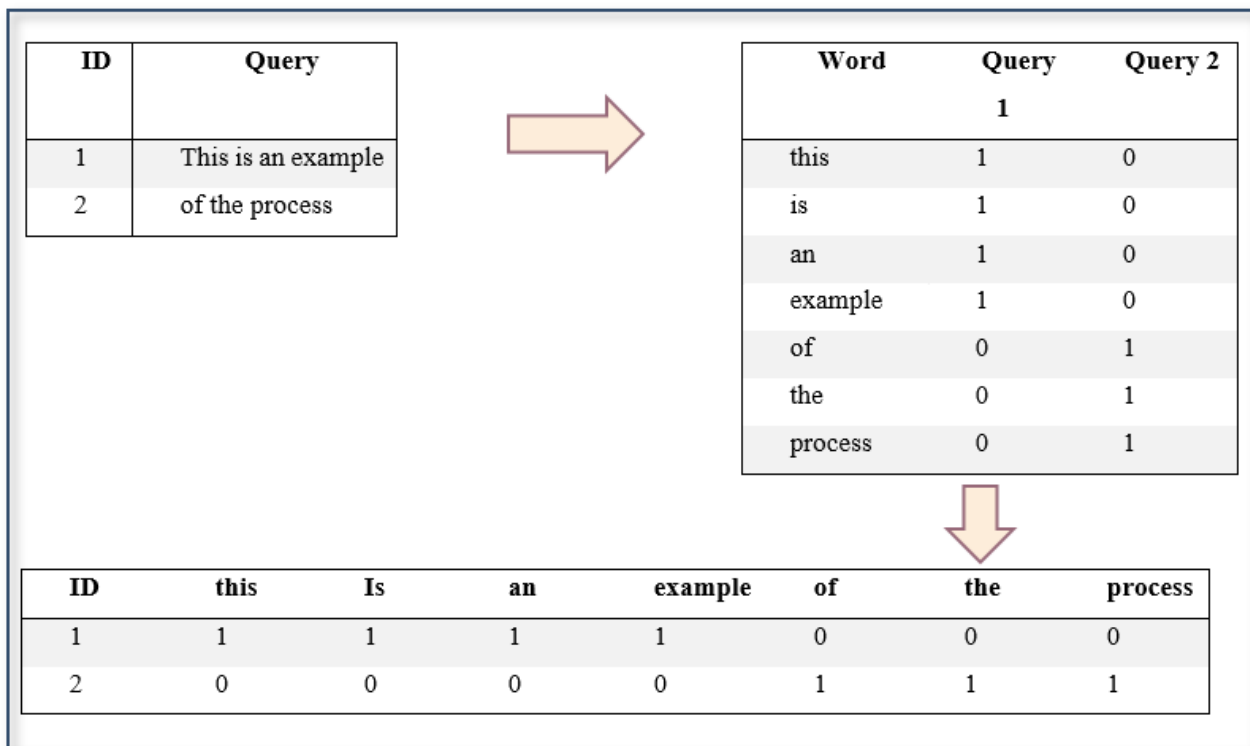 ID Query
1 This is an example
2 of the process
Word Query 1 Query 2
this 1 0
is 1 0
an 1 0
example 1 0
of 0 1
the 0 1
process 0 1
ID this Is an example of the process
1 1 1 1 1 0 0 0
2 0 0 0 0 1 1 1